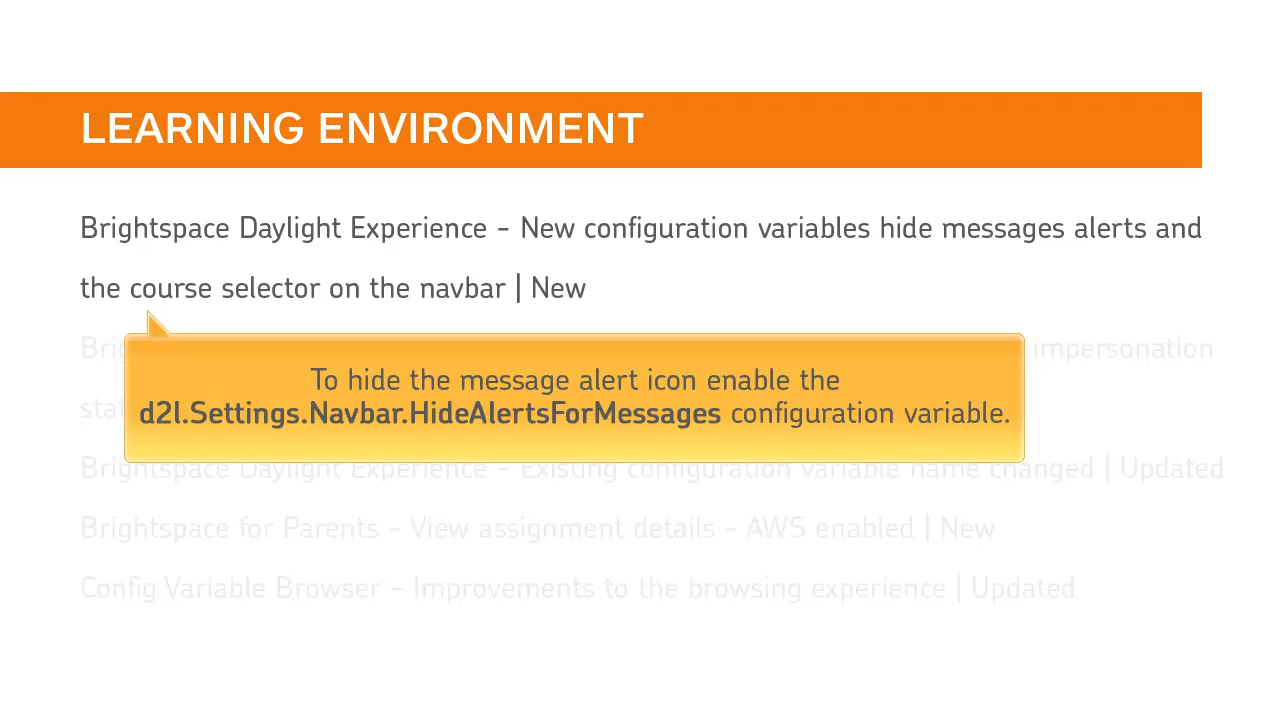 LEARNING ENVIRONMENT
Brightspace Daylight Experience - New configuration variables hide messages alerts and
the course selector on the navbar | New
impersonation
To hide the message alert icon enable the
d2l.Settings.Navbar.HideAlertsForMessages configuration variable.
Brightspace Daylight Experience - Existing configuration variable name changed | Updated
Brightspace for Parents - View assignment details - AWS enabled | New
Config Variable Browser – Improvements to the browsing experience | Updated